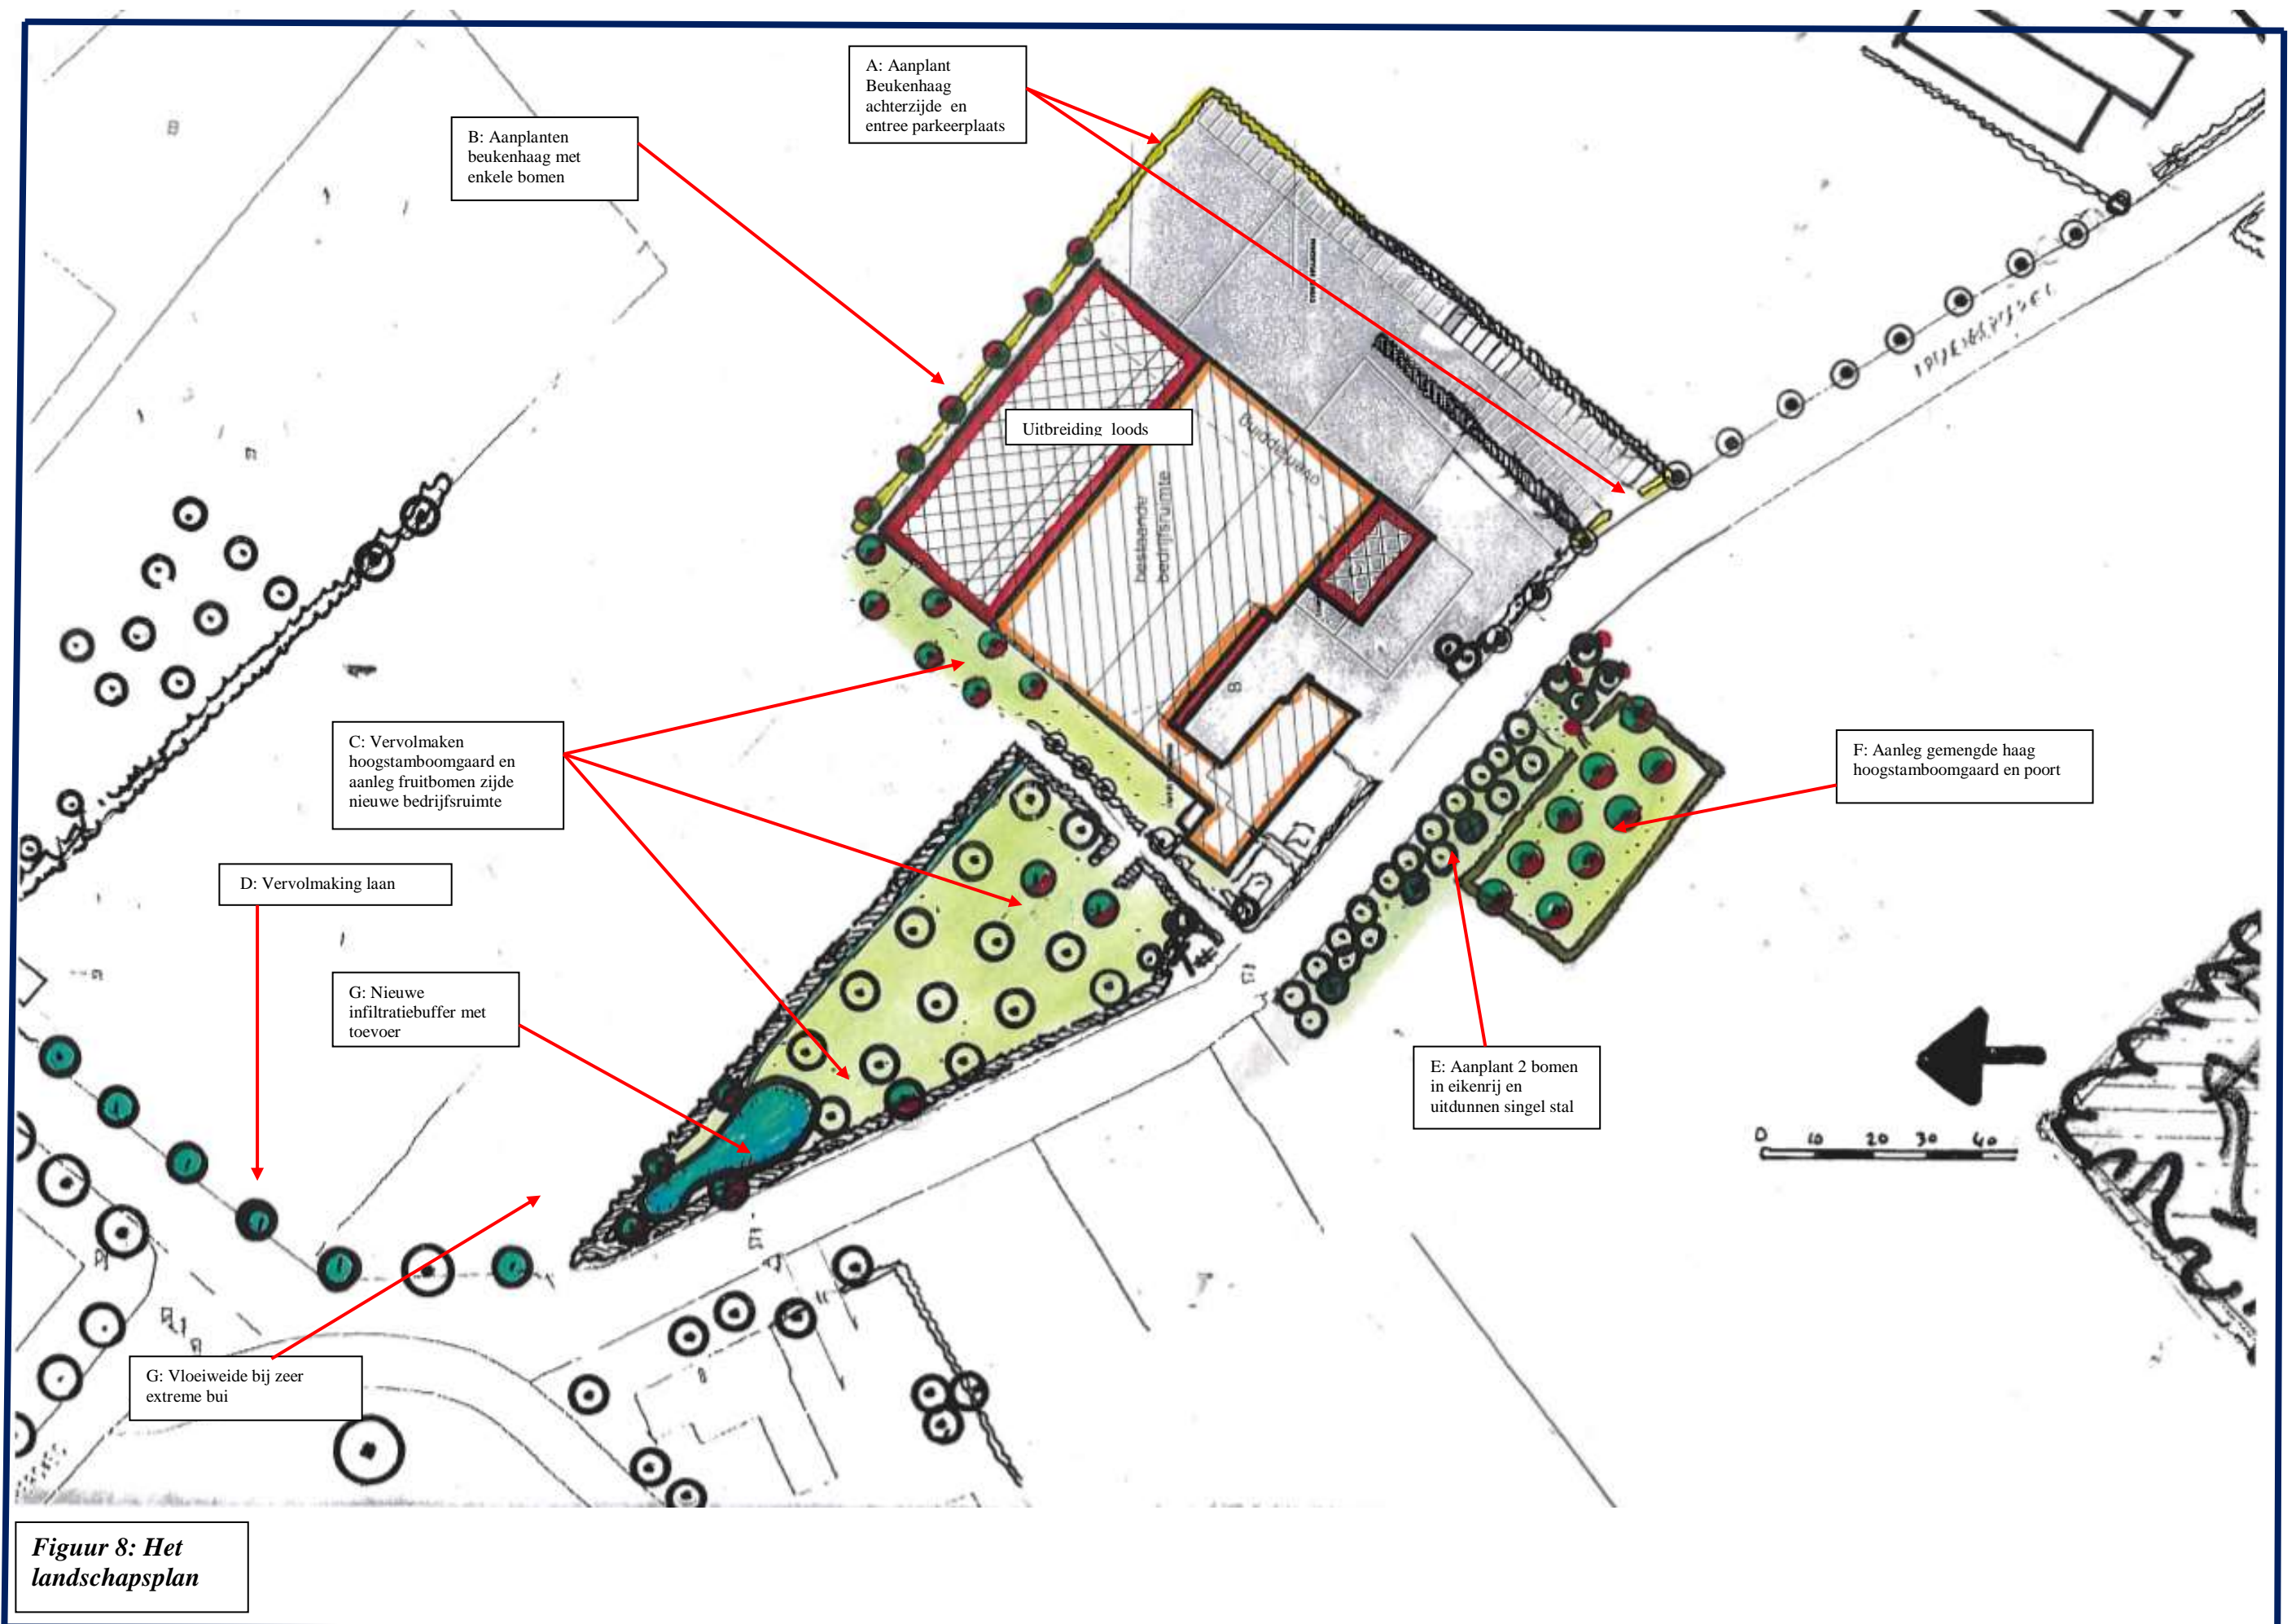 A: Aanplant
Beukenhaag
achterzijde en
entree parkeerplaats
B: Aanplanten
beukenhaag met
enkele bomen
Uitbreiding loods
overkapping
bestaande
bedrijfsruimte
B
C: Vervolmaken
hoogstamboomgaard en
aanleg fruitbomen zijde
nieuwe bedrijfsruimte
F: Aanleg gemengde haag
hoogstamboomgaard en poort
D: Vervolmaking laan
G: Nieuwe
infiltratiebuffer met
toevoer
E: Aanplant 2 bomen
in eikenrij en
uitdunnen singel stal
0 10 20 30 40
G: Vloeiweide bij zeer
extreme bui
Figuur 8: Het
landschapsplan